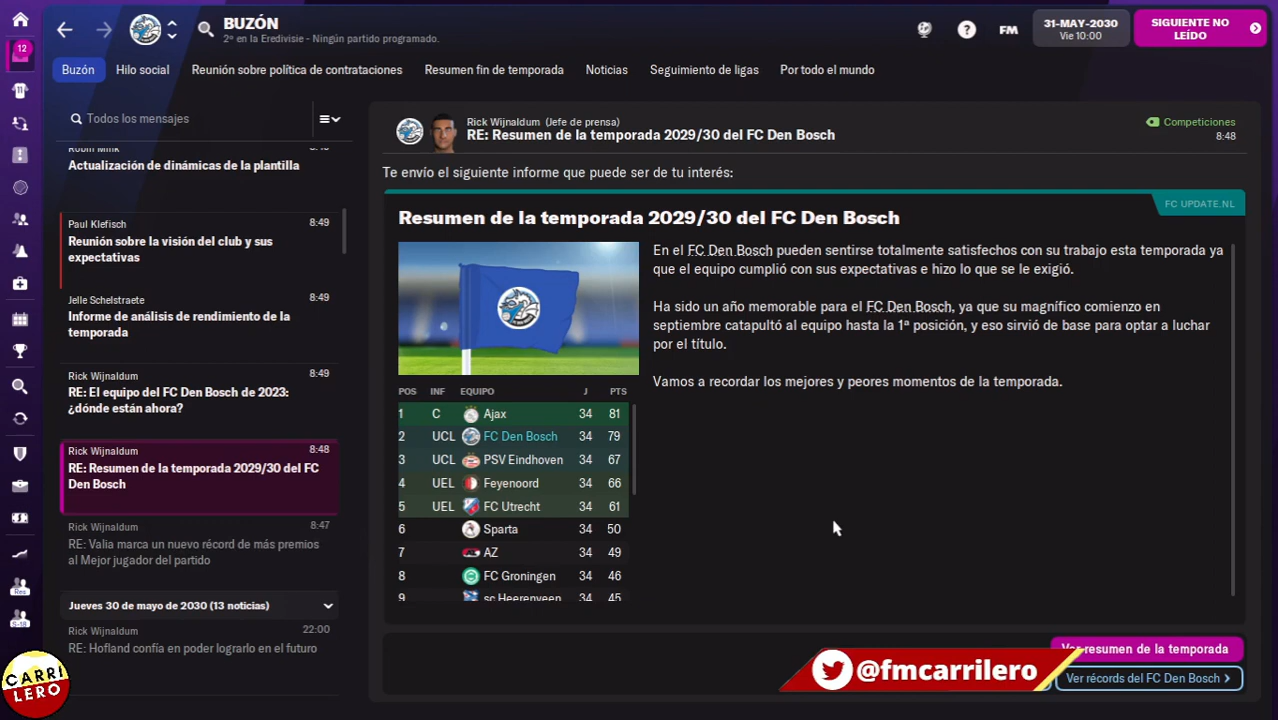 BUZÓN
2º en la Eredivisie - Ningún partido programado.
FM
31-MAY-2030
Vie 10:00
SIGUIENTE NO LEÍDO
12
Buzón
Hilo social
Reunión sobre política de contrataciones
Resumen fin de temporada
Noticias
Seguimiento de ligas
Por todo el mundo
Todos los mensajes
Actualización de dinámicas de la plantilla
Paul Klefisch 8:49
Reunión sobre la visión del club y sus
expectativas
Jelle Schelstraete 8:49
Informe de análisis de rendimiento de la
temporada
Rick Wijnaldum 8:49
RE: El equipo del FC Den Bosch de 2023:
¿dónde están ahora?
Rick Wijnaldum 8:48
RE: Resumen de la temporada 2029/30 del FC
Den Bosch
Rick Wijnaldum 8:47
RE: Valia marca un nuevo récord de más premios
al Mejor jugador del partido
Jueves 30 de mayo de 2030 (13 noticias)
Rick Wijnaldum 22:00
RE: Hofland confía en poder lograrlo en el futuro
Res
S-18
CARRI
LERO
Rick Wijnaldum (Jefe de prensa)
RE: Resumen de la temporada 2029/30 del FC Den Bosch
Competiciones
8:48
Te envío el siguiente informe que puede ser de tu interés:
FC UPDATE.NL
Resumen de la temporada 2029/30 del FC Den Bosch
En el FC Den Bosch pueden sentirse totalmente satisfechos con su trabajo esta temporada ya
que el equipo cumplió con sus expectativas e hizo lo que se le exigió.
Ha sido un año memorable para el FC Den Bosch, ya que su magnífico comienzo en
septiembre catapultó al equipo hasta la 1ª posición, y eso sirvió de base para optar a luchar
por el título.
Vamos a recordar los mejores y peores momentos de la temporada.
POS INF EQUIPO J PTS
1 C Ajax 34 81
2 UCL FC Den Bosch 34 79
3 UCL PSV Eindhoven 34 67
4 UEL Feyenoord 34 66
5 UEL FC Utrecht 34 61
6 Sparta 34 50
7 AZ 34 49
8 FC Groningen 34 46
9 sc Heerenveen 34 45
Ver resumen de la temporada
@fmcarrilero
Ver récords del FC Den Bosch